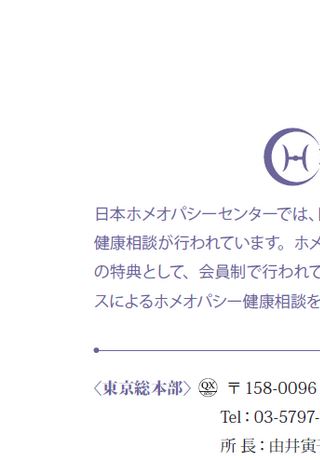 日本ホメオパシーセンターでは、
健康相談が行われています。ホメ
の特典として、会員制で行われて
スによるホメオパシー健康相談を
〈東京総本部〉 QX 〒158-0096
Tel：03-5797-
所 長：由井寅